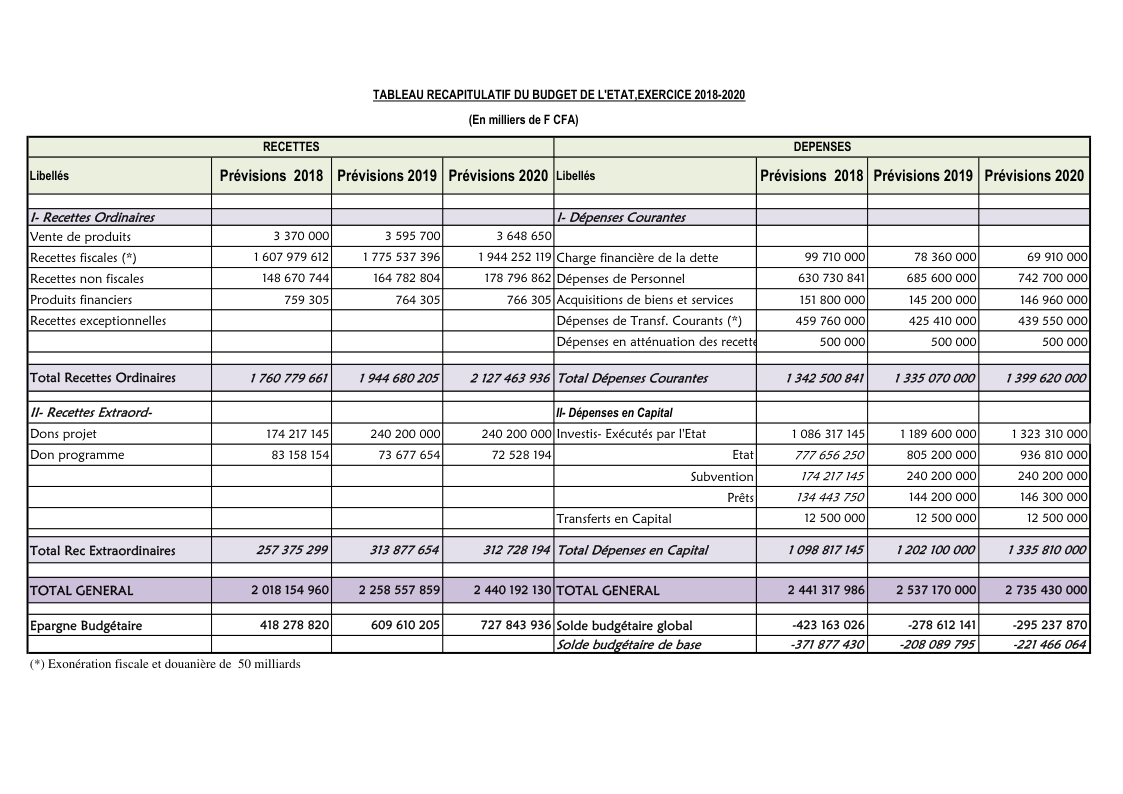 TABLEAU RECAPITULATIF DU BUDGET DE L'ETAT,EXERCICE 2018-2020
(En milliers de F CFA)
RECETTES DEPENSES
Libellés Prévisions 2018 Prévisions 2019 Prévisions 2020 Libellés Prévisions 2018 Prévisions 2019 Prévisions 2020
I- Recettes Ordinaires I- Dépenses Courantes
Vente de produits 3 370 000 3 595 700 3 648 650
Recettes fiscales (*) 1 607 979 612 1 775 537 396 1 944 252 119 Charge financière de la dette 99 710 000 78 360 000 69 910 000
Recettes non fiscales 148 670 744 164 782 804 178 796 862 Dépenses de Personnel 630 730 841 685 600 000 742 700 000
Produits financiers 759 305 764 305 766 305 Acquisitions de biens et services 151 800 000 145 200 000 146 960 000
Recettes exceptionnelles Dépenses de Transf. Courants (*) 459 760 000 425 410 000 439 550 000
Dépenses en atténuation des recette 500 000 500 000 500 000
Total Recettes Ordinaires 1 760 779 661 1 944 680 205 2 127 463 936 Total Dépenses Courantes 1 342 500 841 1 335 070 000 1 399 620 000
II- Recettes Extraord- II- Dépenses en Capital
Dons projet 174 217 145 240 200 000 240 200 000 Investis- Exécutés par l'Etat 1 086 317 145 1 189 600 000 1 323 310 000
Don programme 83 158 154 73 677 654 72 528 194 Etat 777 656 250 805 200 000 936 810 000
Subvention 174 217 145 240 200 000 240 200 000
Prêts 134 443 750 144 200 000 146 300 000
Transferts en Capital 12 500 000 12 500 000 12 500 000
Total Rec Extraordinaires 257 375 299 313 877 654 312 728 194 Total Dépenses en Capital 1 098 817 145 1 202 100 000 1 335 810 000
TOTAL GENERAL 2 018 154 960 2 258 557 859 2 440 192 130 TOTAL GENERAL 2 441 317 986 2 537 170 000 2 735 430 000
Epargne Budgétaire 418 278 820 609 610 205 727 843 936 Solde budgétaire global -423 163 026 -278 612 141 -295 237 870
Solde budgétaire de base -371 877 430 -208 089 795 -221 466 064
(*) Exonération fiscale et douanière de 50 milliards